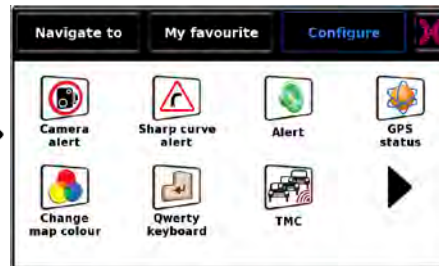 Navigate to
My favourite
Configure
Camera
alert
Sharp curve
alert
Alert
GPS
status
Change
map colour
Qwerty
keyboard
TMC